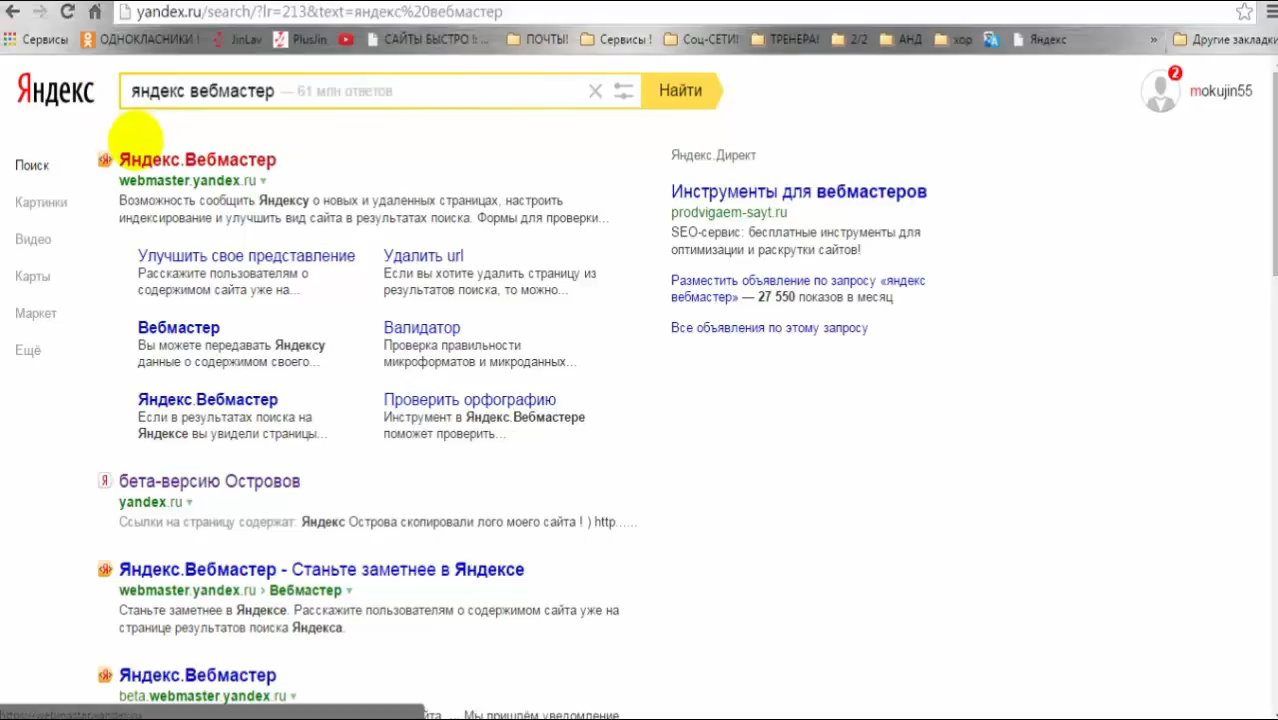 yandex.ru/search/?lr=213&text=яндекс%20вебмастер
Сервисы
ОДНОКЛАСНИКИ !
JinLav
PlusJin
САЙТЫ БЫСТРО !: ...
ПОЧТЫ!
Сервисы !
Соц-СЕТИ!
ТРЕНЕРА!
2/2
АНД
хор
Яндекс
»
Другие закладки
Яндекс
яндекс вебмастер — 61 млн ответов
Найти
2
mokujin55
Поиск
Картинки
Видео
Карты
Маркет
Ещё
Яндекс.Вебмастер
webmaster.yandex.ru
Возможность сообщить Яндексу о новых и удаленных страницах, настроить
индексирование и улучшить вид сайта в результатах поиска. Формы для проверки...
Улучшить свое представление
Расскажите пользователям о
содержимом сайта уже на...
Удалить url
Если вы хотите удалить страницу из
результатов поиска, то можно...
Вебмастер
Вы можете передавать Яндексу
данные о содержимом своего...
Валидатор
Проверка правильности
микроформатов и микроданных...
Яндекс.Вебмастер
Если в результатах поиска на
Яндексе вы увидели страницы...
Проверить орфографию
Инструмент в Яндекс.Вебмастере
поможет проверить...
бета-версию Островов
yandex.ru
Ссылки на страницу содержат: Яндекс Острова скопировали лого моего сайта ! ) http......
Яндекс.Вебмастер - Станьте заметнее в Яндексе
webmaster.yandex.ru › Вебмастер
Станьте заметнее в Яндексе. Расскажите пользователям о содержимом сайта уже на
странице результатов поиска Яндекса.
Яндекс.Вебмастер
beta.webmaster.yandex.ru
... Мы пришлём уведомление
https://webmaster.yandex.ru
Яндекс.Директ
Инструменты для вебмастеров
prodvigaem-sayt.ru
SEO-сервис: бесплатные инструменты для
оптимизации и раскрутки сайтов!
Разместить объявление по запросу «яндекс
вебмастер» — 27 550 показов в месяц
Все объявления по этому запросу